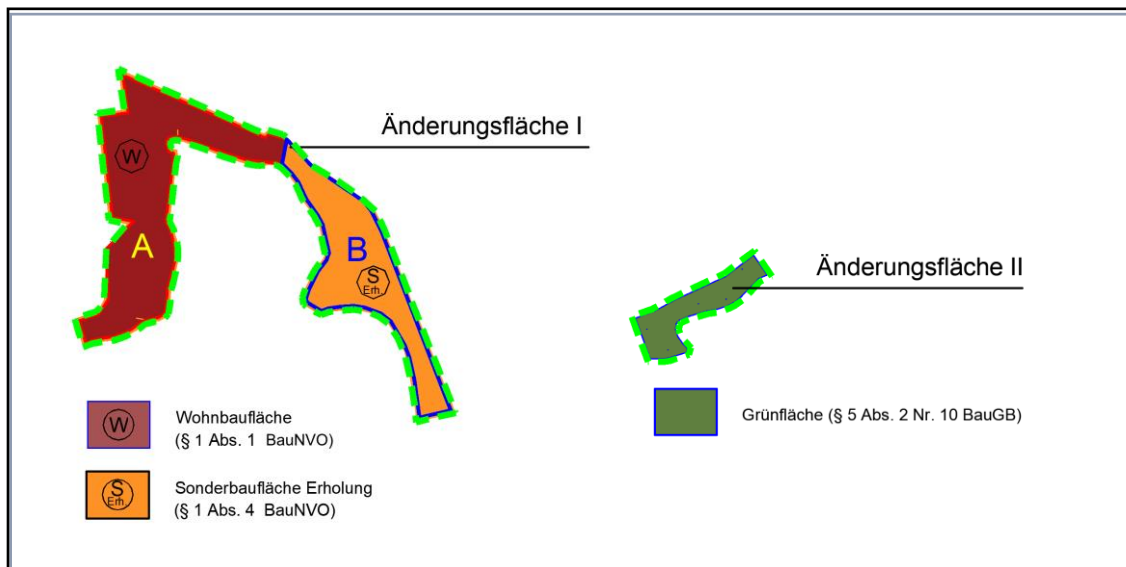 Änderungsfläche I
W
A
B
S
Erh.
Änderungsfläche II
W
Wohnbaufläche
(§ 1 Abs. 1 BauNVO)
S
Erh.
Sonderbaufläche Erholung
(§ 1 Abs. 4 BauNVO)
Grünfläche (§ 5 Abs. 2 Nr. 10 BauGB)